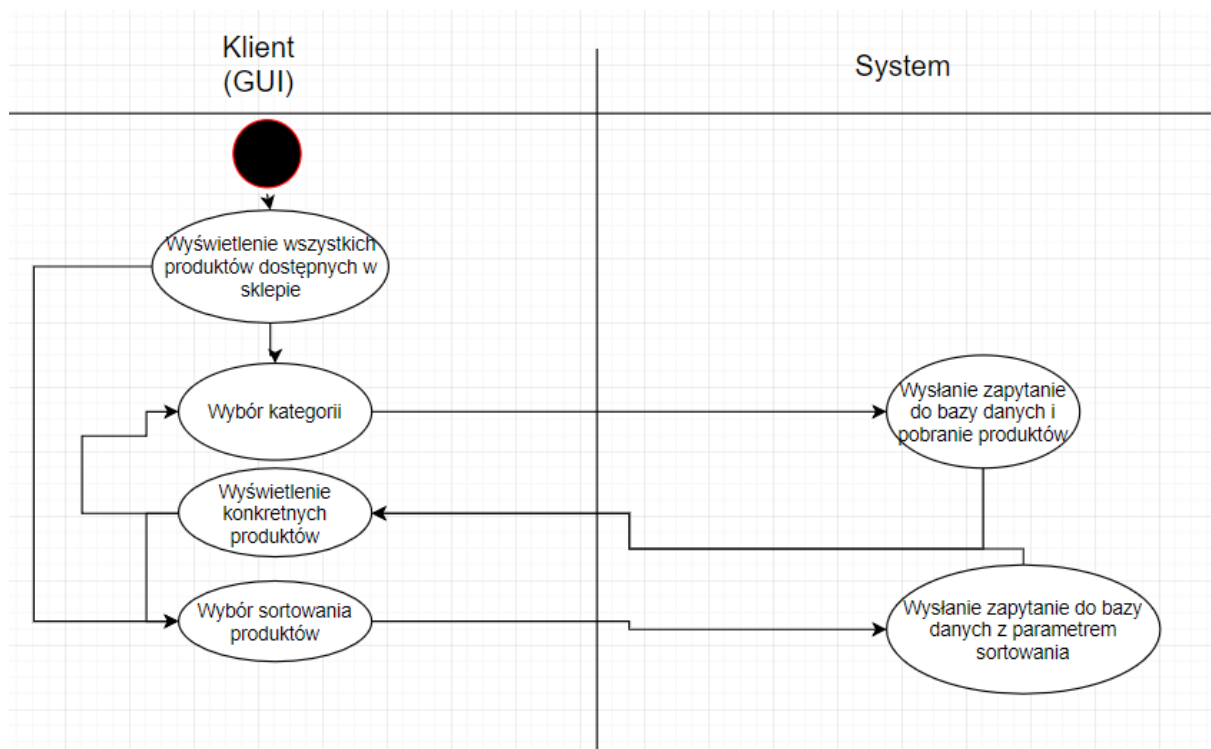 Klient
(GUI)
System
Wyświetlenie wszystkich
produktów dostępnych w
sklepie
Wybór kategorii
Wysłanie zapytanie
do bazy danych i
pobranie produktów
Wyświetlenie
konkretnych
produktów
Wybór sortowania
produktów
Wysłanie zapytanie do bazy
danych z parametrem
sortowania